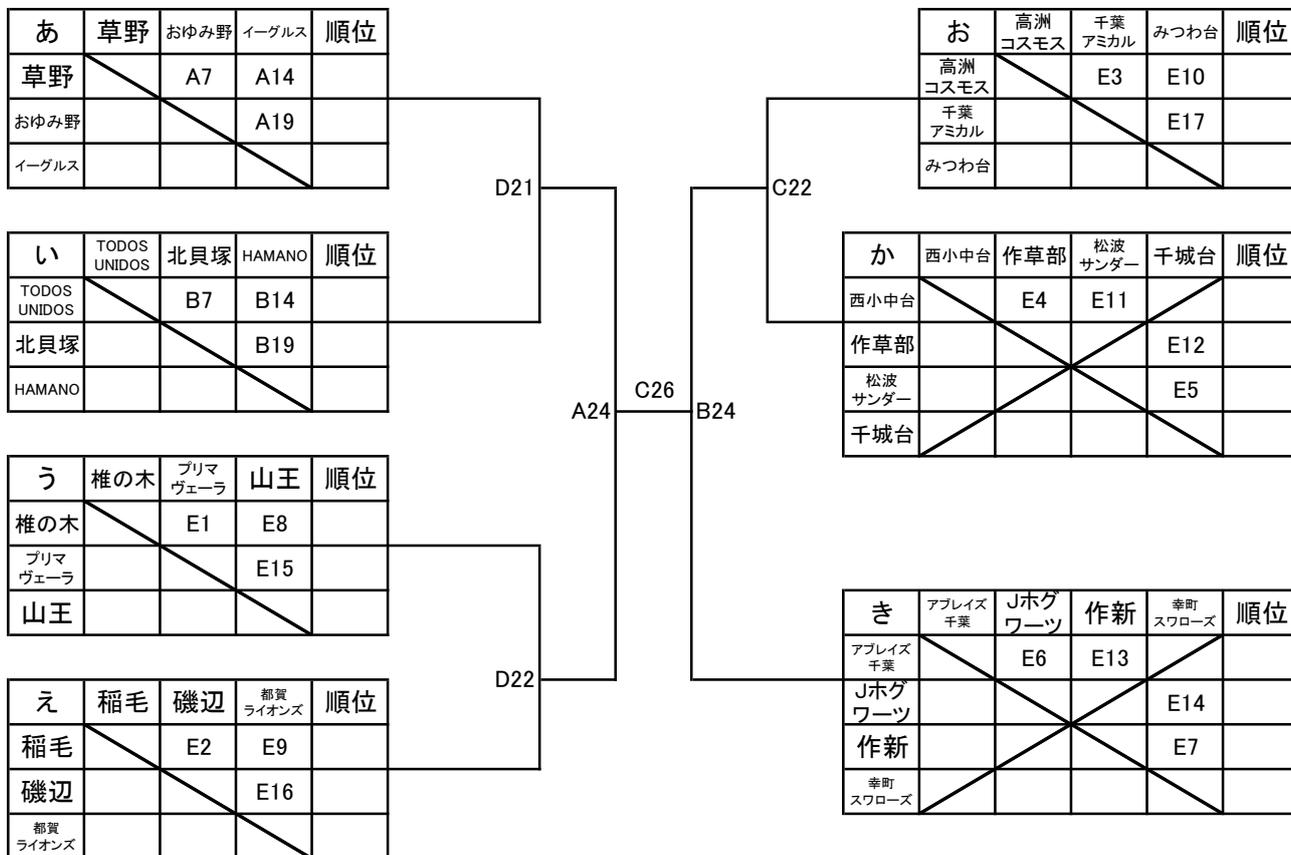 あ 草野 おゆみ野 イーグルス 順位
草野 A7 A14
おゆみ野 A19
イーグルス
D21
い TODOS UNIDOS 北貝塚 HAMANO 順位
TODOS UNIDOS B7 B14
北貝塚 B19
HAMANO
A24
C26
B24
う 椎の木 プリマヴェーラ 山王 順位
椎の木 E1 E8
プリマヴェーラ E15
山王
D22
え 稲毛 磯辺 都賀ライオンズ 順位
稲毛 E2 E9
磯辺 E16
都賀ライオンズ
お 高洲コスモス 千葉アミカル みつわ台 順位
高洲コスモス E3 E10
千葉アミカル E17
みつわ台
C22
か 西小中台 作草部 松波サンダー 千城台 順位
西小中台 E4 E11
作草部 E12
松波サンダー E5
千城台
き アブレイズ千葉 Jホグワーツ 作新 幸町スワローズ 順位
アブレイズ千葉 E6 E13
Jホグワーツ E14
作新 E7
幸町スワローズ